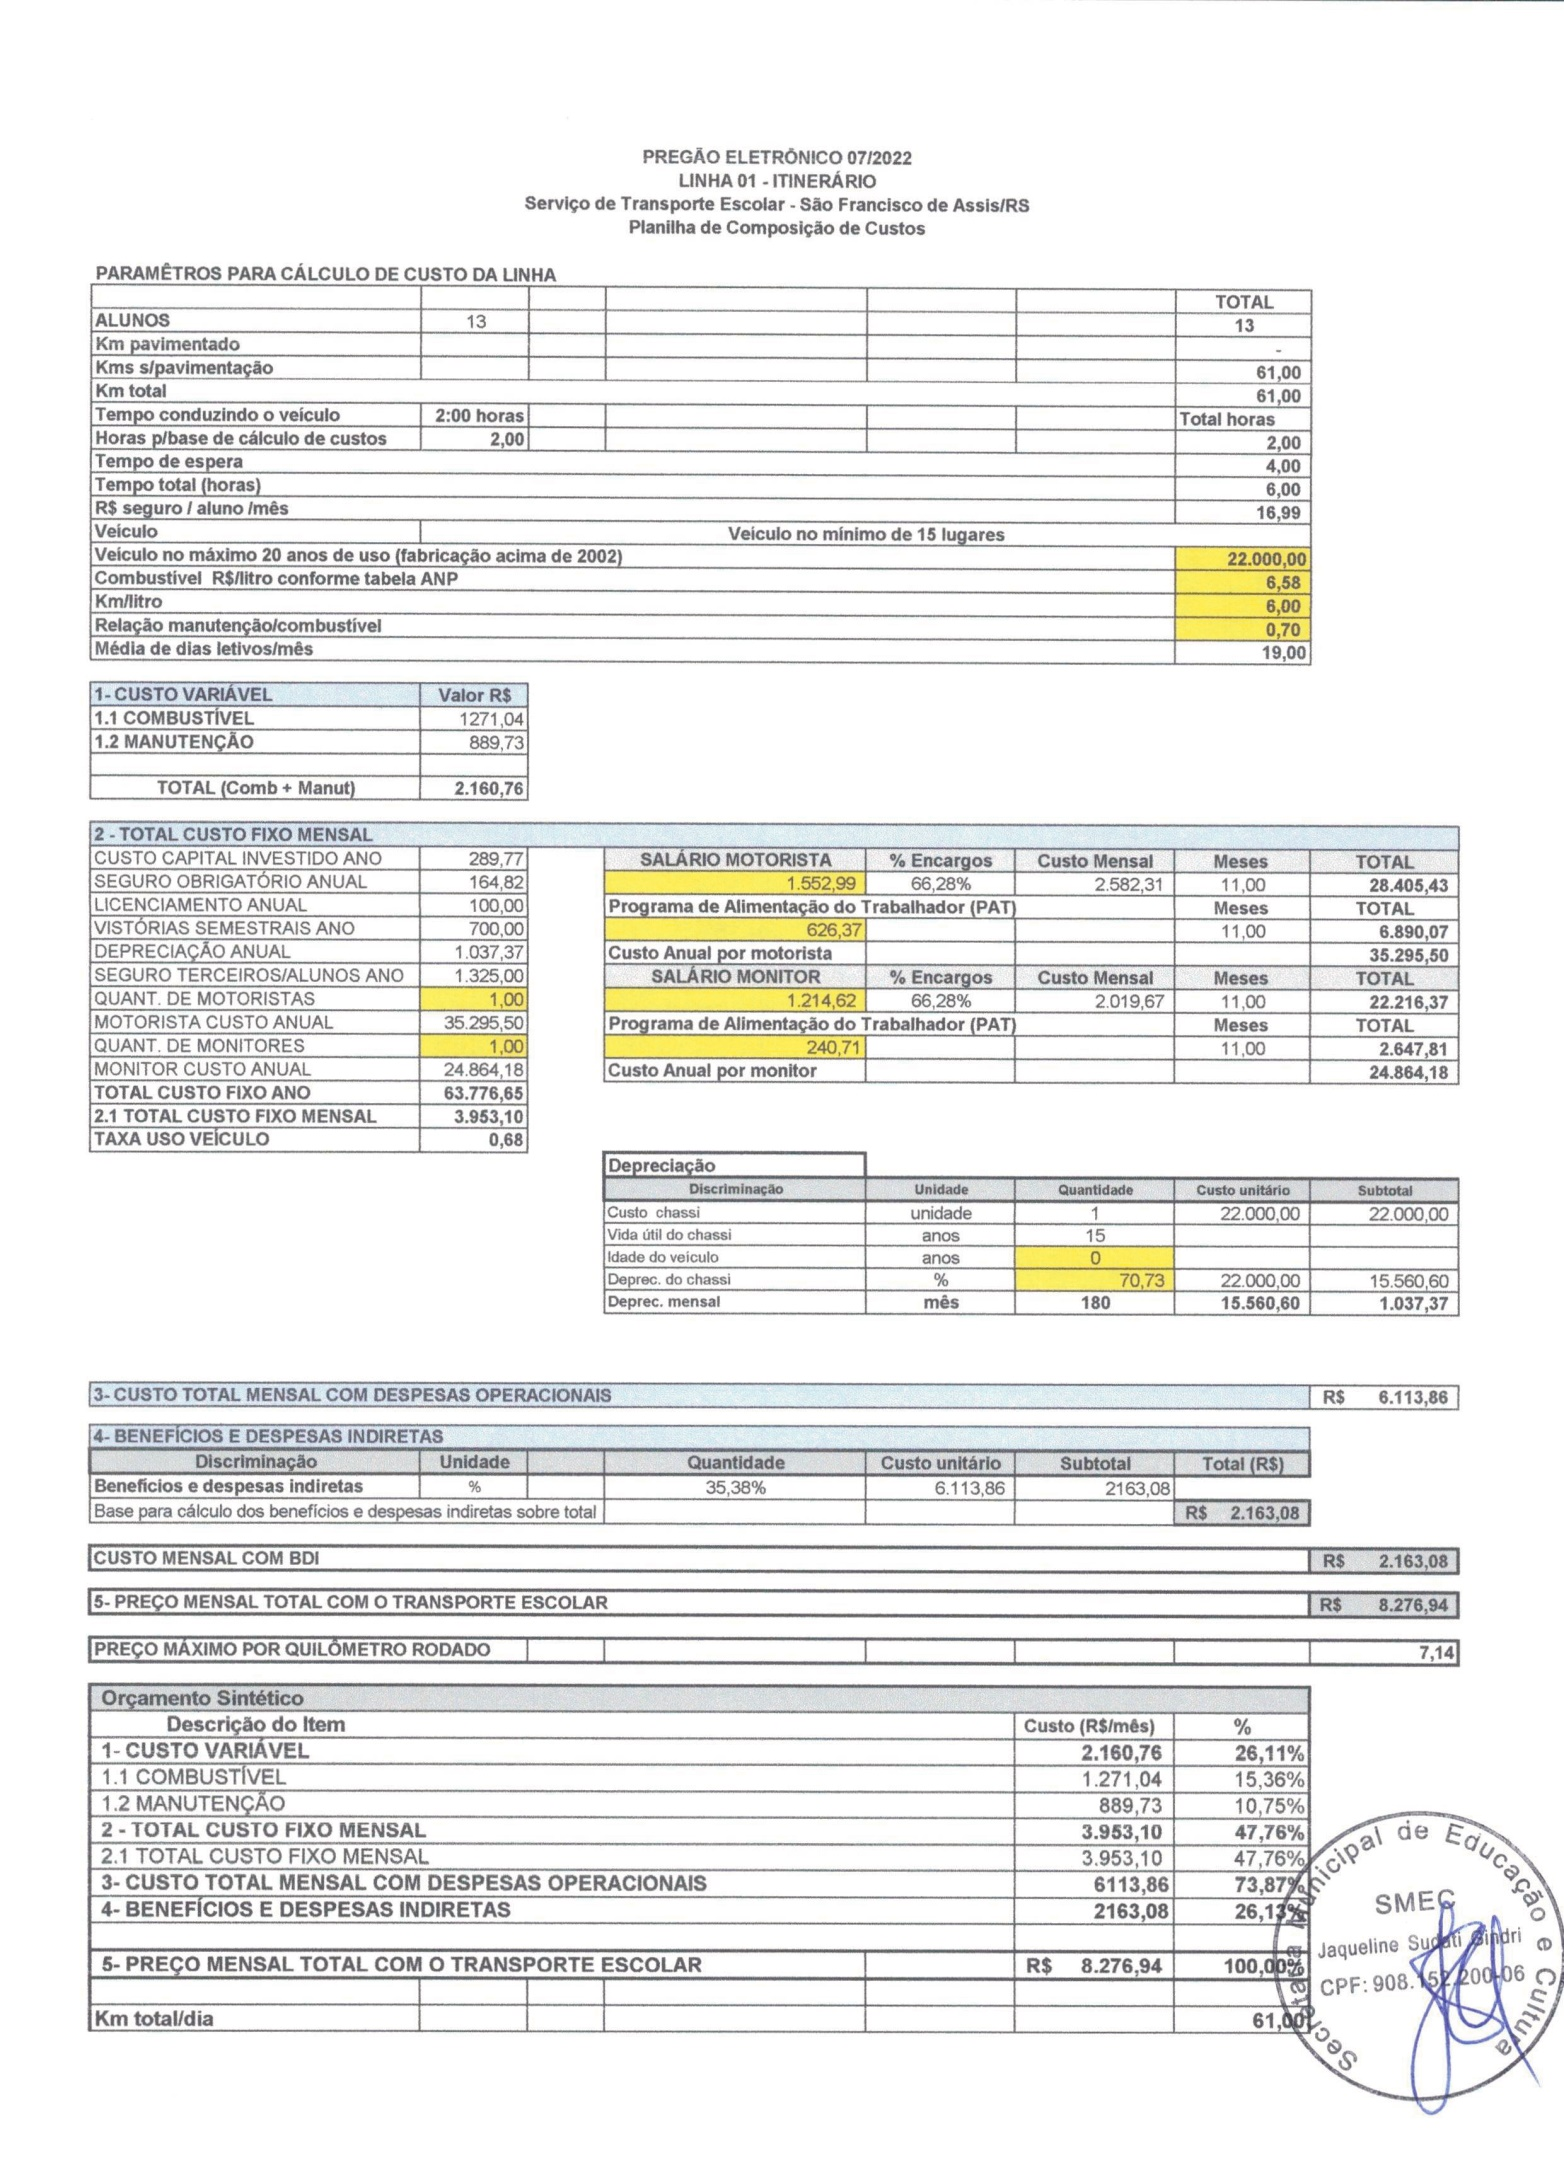 PREGÃO ELETRÔNICO 07/2022
LINHA 01 - ITINERÁRIO
Serviço de Transporte Escolar - São Francisco de Assis/RS
Planilha de Composição de Custos
PARAMÊTROS PARA CÁLCULO DE CUSTO DA LINHA
TOTAL
ALUNOS 13 13
Km pavimentado -
Kms s/pavimentação 61,00
Km total 61,00
Tempo conduzindo o veículo 2:00 horas Total horas
Horas p/base de cálculo de custos 2,00 2,00
Tempo de espera 4,00
Tempo total (horas) 6,00
R$ seguro / aluno /mês 16,99
Veículo Veículo no mínimo de 15 lugares
Veículo no máximo 20 anos de uso (fabricação acima de 2002) 22.000,00
Combustível R$/litro conforme tabela ANP 6,58
Km/litro 6,00
Relação manutenção/combustível 0,70
Média de dias letivos/mês 19,00
1- CUSTO VARIÁVEL Valor R$
1.1 COMBUSTÍVEL 1271,04
1.2 MANUTENÇÃO 889,73
TOTAL (Comb + Manut) 2.160,76
2 - TOTAL CUSTO FIXO MENSAL
CUSTO CAPITAL INVESTIDO ANO 289,77 SALÁRIO MOTORISTA % Encargos Custo Mensal Meses TOTAL
SEGURO OBRIGATÓRIO ANUAL 164,82 1.552,99 66,28% 2.582,31 11,00 28.405,43
LICENCIAMENTO ANUAL 100,00 Programa de Alimentação do Trabalhador (PAT) Meses TOTAL
VISTÓRIAS SEMESTRAIS ANO 700,00 626,37 11,00 6.890,07
DEPRECIAÇÃO ANUAL 1.037,37 Custo Anual por motorista 35.295,50
SEGURO TERCEIROS/ALUNOS ANO 1.325,00 SALÁRIO MONITOR % Encargos Custo Mensal Meses TOTAL
QUANT. DE MOTORISTAS 1,00 1.214,62 66,28% 2.019,67 11,00 22.216,37
MOTORISTA CUSTO ANUAL 35.295,50 Programa de Alimentação do Trabalhador (PAT) Meses TOTAL
QUANT. DE MONITORES 1,00 240,71 11,00 2.647,81
MONITOR CUSTO ANUAL 24.864,18 Custo Anual por monitor 24.864,18
TOTAL CUSTO FIXO ANO 63.776,65
2.1 TOTAL CUSTO FIXO MENSAL 3.953,10
TAXA USO VEÍCULO 0,68
Depreciação
Discriminação Unidade Quantidade Custo unitário Subtotal
Custo chassi unidade 1 22.000,00 22.000,00
Vida útil do chassi anos 15
Idade do veículo anos 0
Deprec. do chassi % 70,73 22.000,00 15.560,60
Deprec. mensal mês 180 15.560,60 1.037,37
3- CUSTO TOTAL MENSAL COM DESPESAS OPERACIONAIS R$ 6.113,86
4- BENEFÍCIOS E DESPESAS INDIRETAS
Discriminação Unidade Quantidade Custo unitário Subtotal Total (R$)
Benefícios e despesas indiretas % 35,38% 6.113,86 2163,08
Base para cálculo dos benefícios e despesas indiretas sobre total R$ 2.163,08
CUSTO MENSAL COM BDI R$ 2.163,08
5- PREÇO MENSAL TOTAL COM O TRANSPORTE ESCOLAR R$ 8.276,94
PREÇO MÁXIMO POR QUILÔMETRO RODADO 7,14
Orçamento Sintético
Descrição do Item Custo (R$/mês) %
1- CUSTO VARIÁVEL 2.160,76 26,11%
1.1 COMBUSTÍVEL 1.271,04 15,36%
1.2 MANUTENÇÃO 889,73 10,75%
2 - TOTAL CUSTO FIXO MENSAL 3.953,10 47,76%
2.1 TOTAL CUSTO FIXO MENSAL 3.953,10 47,76%
3- CUSTO TOTAL MENSAL COM DESPESAS OPERACIONAIS 6113,86 73,87%
4- BENEFÍCIOS E DESPESAS INDIRETAS 2163,08 26,13%
5- PREÇO MENSAL TOTAL COM O TRANSPORTE ESCOLAR R$ 8.276,94 100,00%
Km total/dia 61,00
Secretaria Municipal de Educação e Cultura
SMEC
Jaqueline Sudati Gindri
CPF: 908.152.200-06